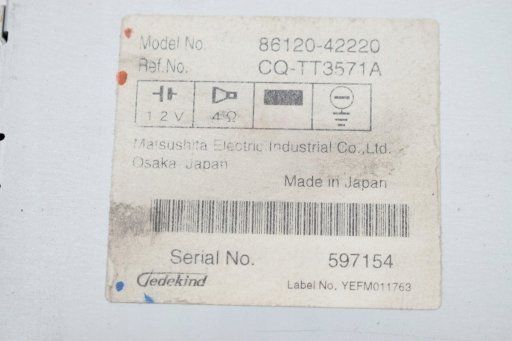 Model No. 86120-42220
Ref.No. CQ-TT3571A
12V 4Ω
Matsushita Electric Industrial Co.,Ltd.
Osaka Japan
Made in Japan
Serial No. 597154
Jedekind
Label No. YEFM011763